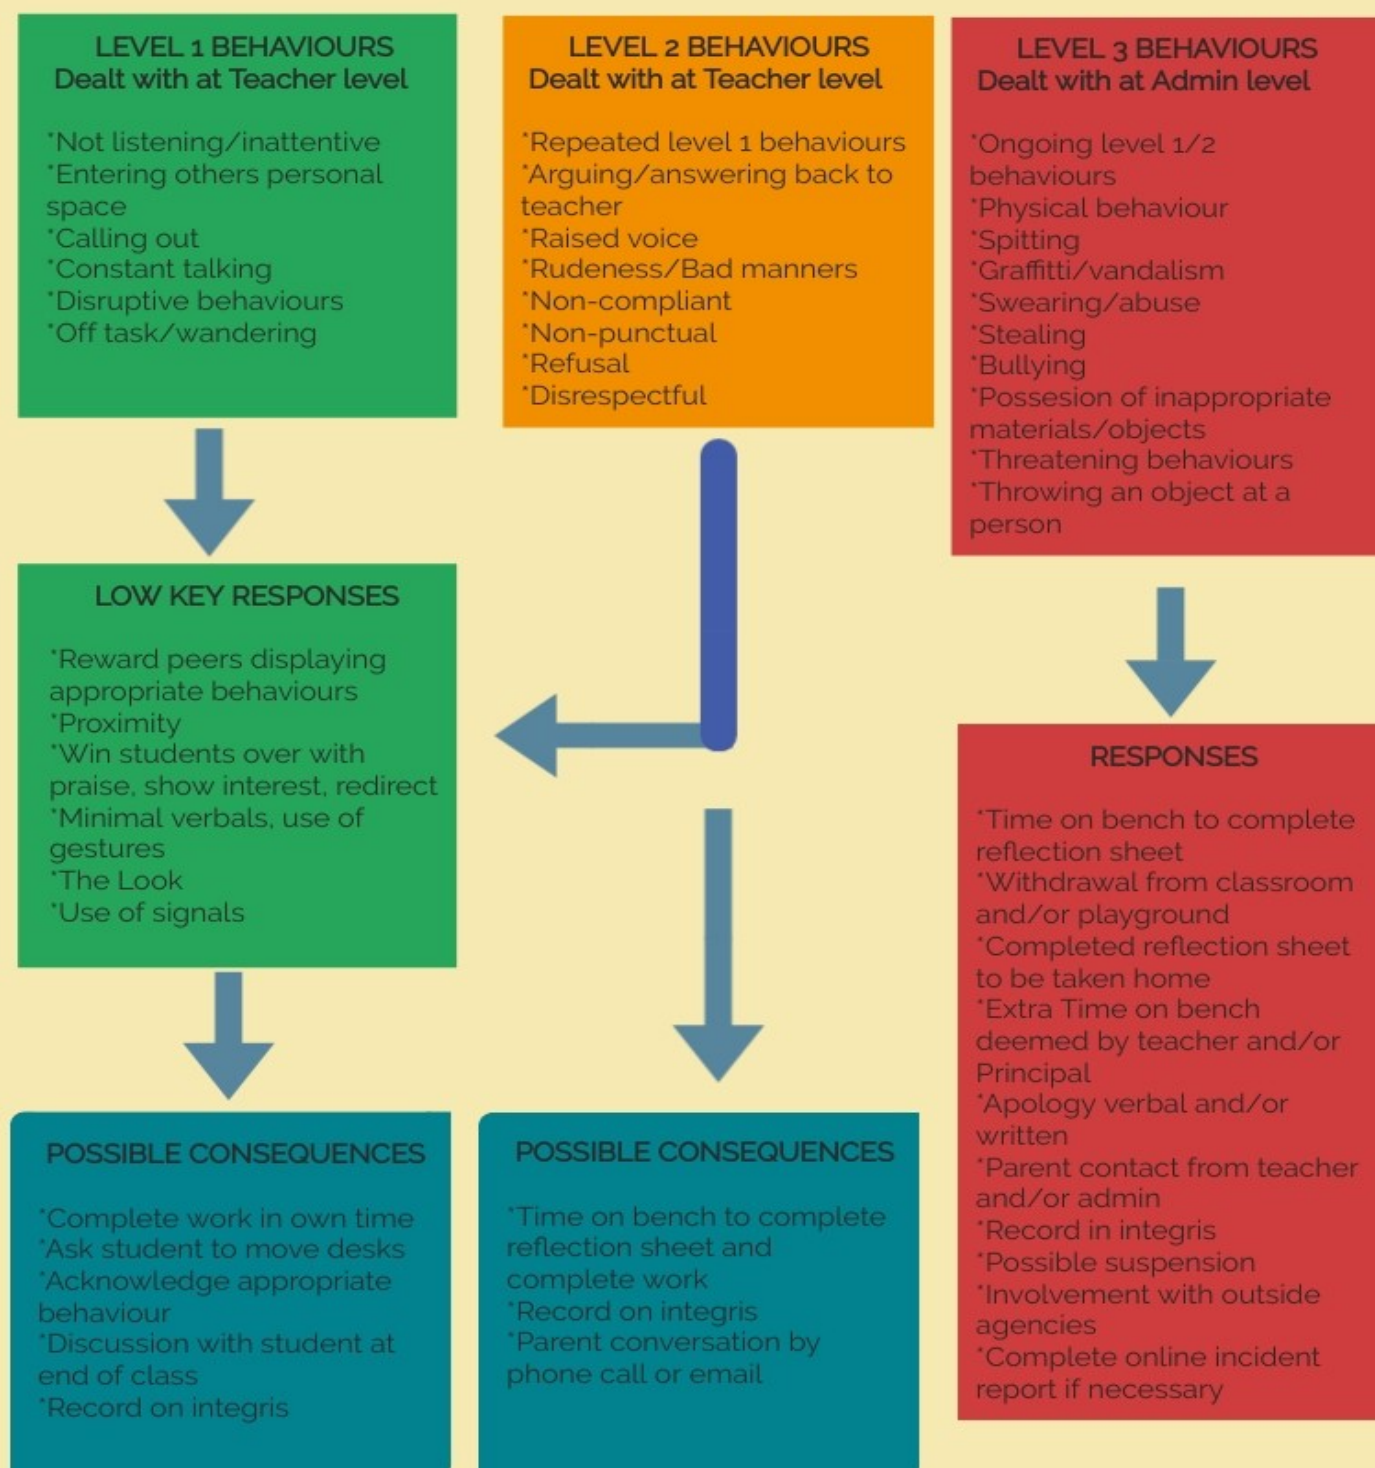 LEVEL 1 BEHAVIOURS
Dealt with at Teacher level
*Not listening/inattentive
*Entering others personal
space
*Calling out
*Constant talking
*Disruptive behaviours
*Off task/wandering
LEVEL 2 BEHAVIOURS
Dealt with at Teacher level
*Repeated level 1 behaviours
*Arguing/answering back to
teacher
*Raised voice
*Rudeness/Bad manners
*Non-compliant
*Non-punctual
*Refusal
*Disrespectful
LEVEL 3 BEHAVIOURS
Dealt with at Admin level
*Ongoing level 1/2
behaviours
*Physical behaviour
*Spitting
*Graffitti/vandalism
*Swearing/abuse
*Stealing
*Bullying
*Possesion of inappropriate
materials/objects
*Threatening behaviours
*Throwing an object at a
person
LOW KEY RESPONSES
*Reward peers displaying
appropriate behaviours
*Proximity
*Win students over with
praise, show interest, redirect
*Minimal verbals, use of
gestures
*The Look
*Use of signals
RESPONSES
*Time on bench to complete
reflection sheet
*Withdrawal from classroom
and/or playground
*Completed reflection sheet
to be taken home
*Extra Time on bench
deemed by teacher and/or
Principal
*Apology verbal and/or
written
*Parent contact from teacher
and/or admin
*Record in integris
*Possible suspension
*Involvement with outside
agencies
*Complete online incident
report if necessary
POSSIBLE CONSEQUENCES
*Complete work in own time
*Ask student to move desks
*Acknowledge appropriate
behaviour
*Discussion with student at
end of class
*Record on integris
POSSIBLE CONSEQUENCES
*Time on bench to complete
reflection sheet and
complete work
*Record on integris
*Parent conversation by
phone call or email